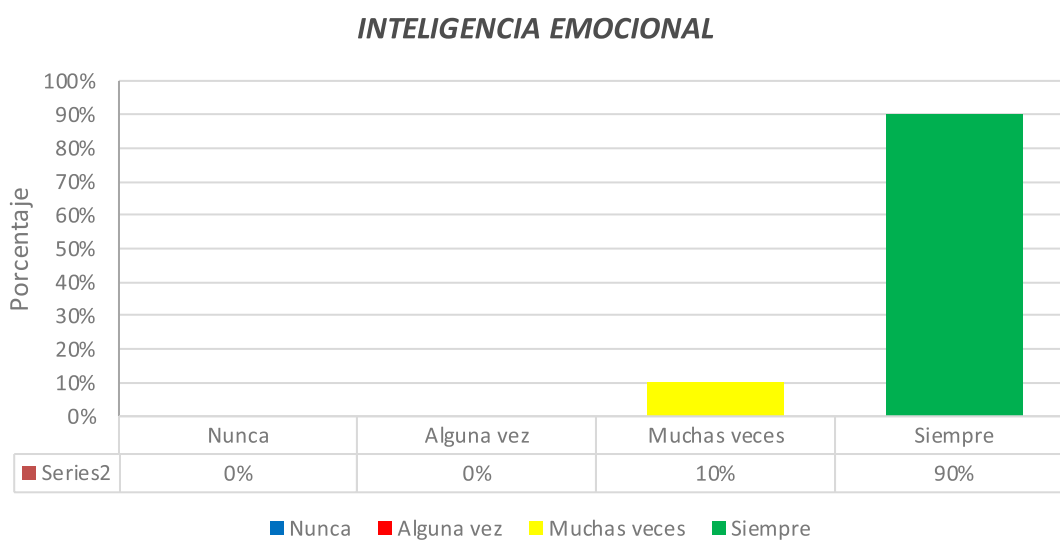 INTELIGENCIA EMOCIONAL
Porcentaje
100%
90%
80%
70%
60%
50%
40%
30%
20%
10%
0%
Nunca Alguna vez Muchas veces Siempre
Series2 0% 0% 10% 90%
Nunca Alguna vez Muchas veces Siempre